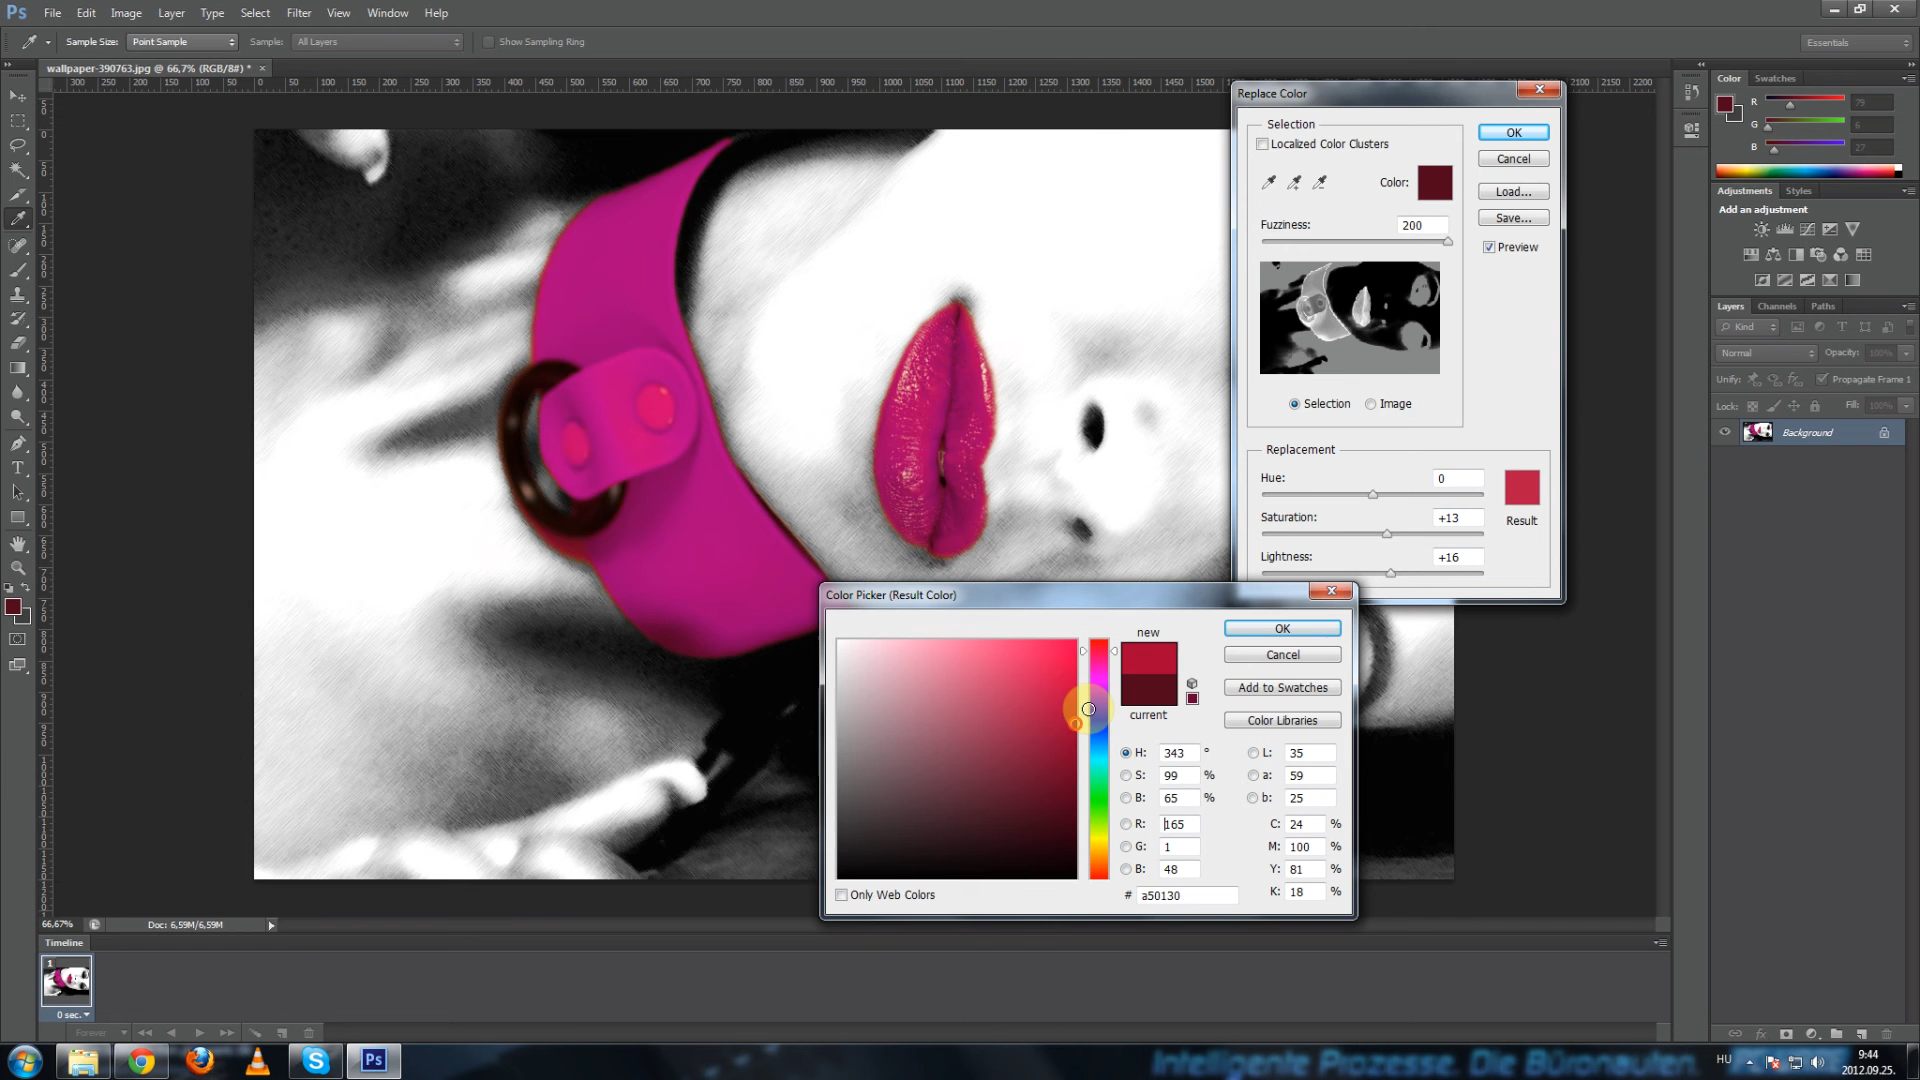 Ps File Edit Image Layer Type Select Filter View Window Help
Sample Size: Point Sample Sample: All Layers Show Sampling Ring Essentials
wallpaper-390763.jpg @ 66,7% (RGB/8#) * ×
Replace Color
Selection
Localized Color Clusters
Color:
Fuzziness: 200
Selection Image
Replacement
Hue: 0
Saturation: +13
Result
Lightness: +16
OK
Cancel
Load...
Save...
Preview
Color Swatches
R 79
G 6
B 27
Adjustments Styles
Add an adjustment
Layers Channels Paths
Kind
Normal Opacity: 100%
Unify: Propagate Frame 1
Lock: Fill: 100%
Background
Color Picker (Result Color)
new
current
OK
Cancel
Add to Swatches
Color Libraries
H: 343 ° L: 35
S: 99 % a: 59
B: 65 % b: 25
R: 165 C: 24 %
G: 1 M: 100 %
B: 48 Y: 81 %
# a50130 K: 18 %
Only Web Colors
66,67% Doc: 6,59M/6,59M
Timeline
1
0 sec.
Forever
Intelligente Prozesse. Die Büronauten.
HU
9:44
2012.09.25.